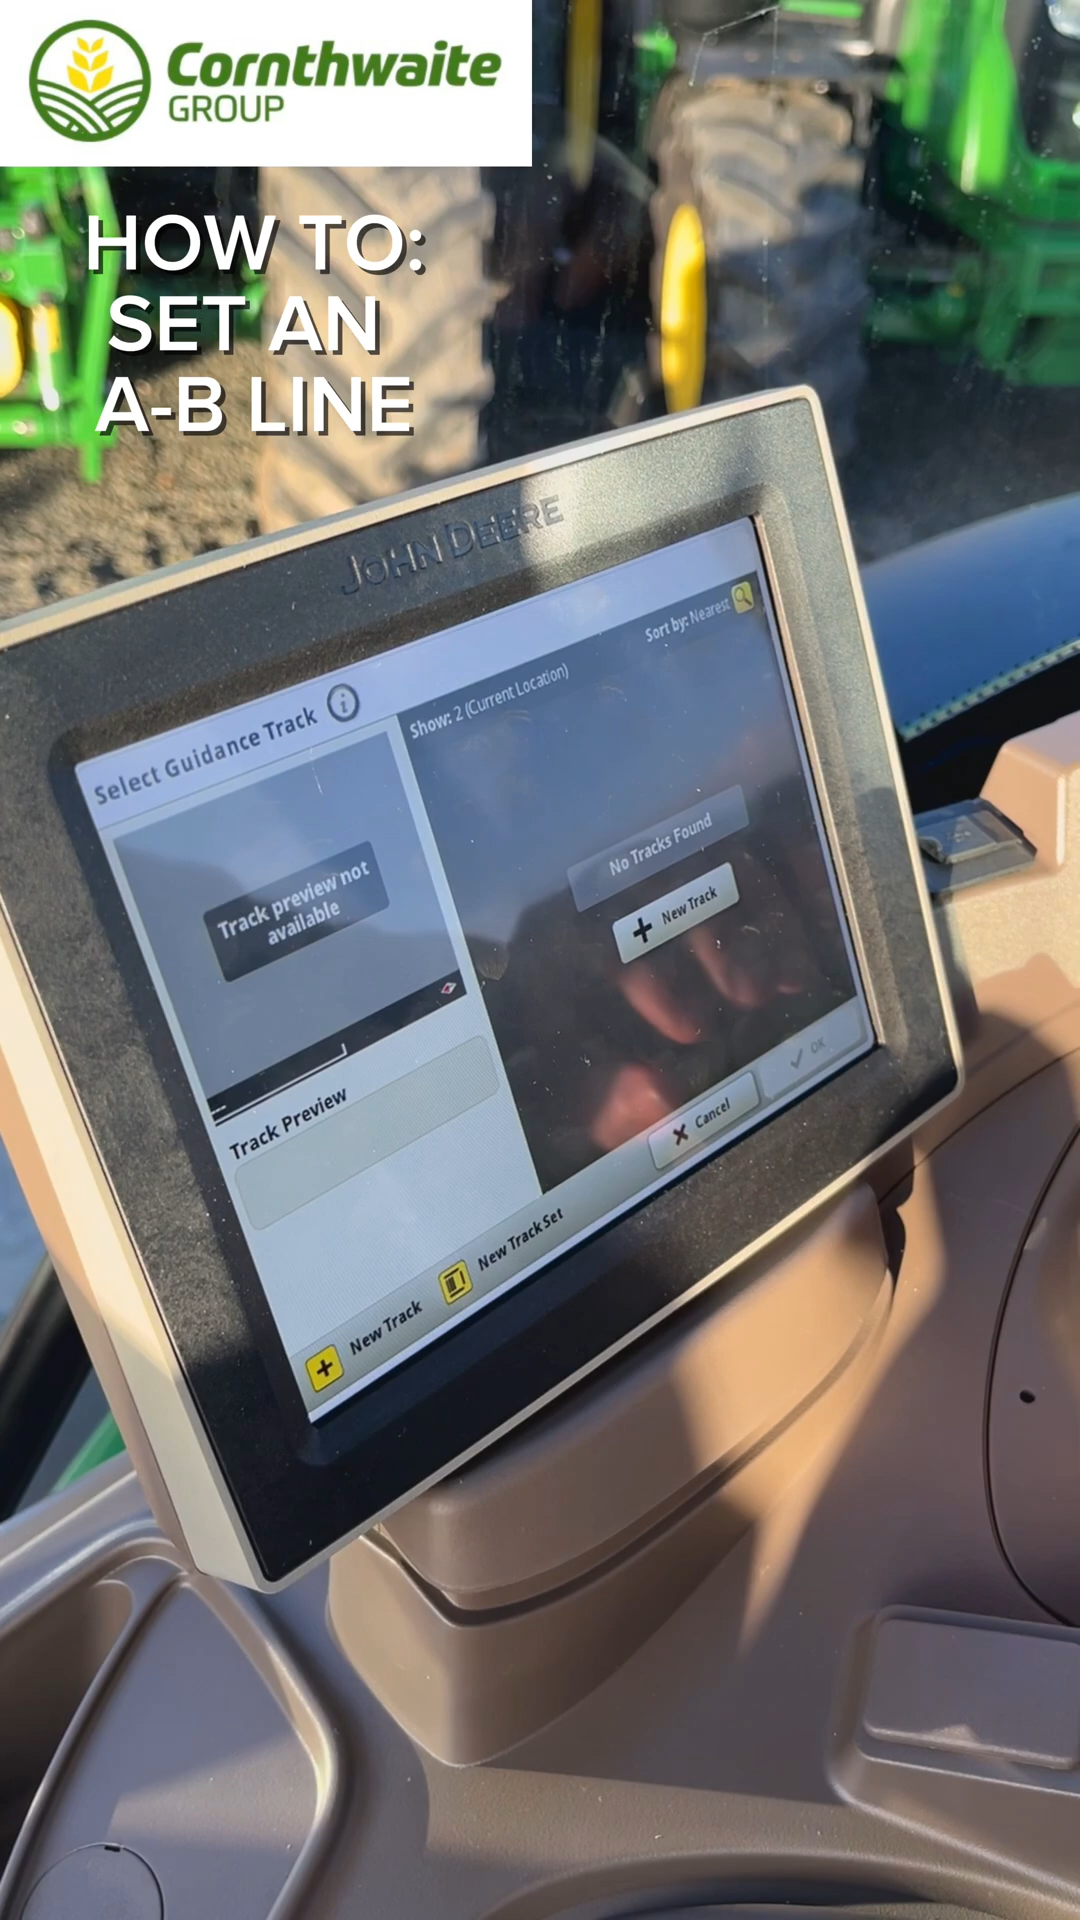 Cornthwaite
GROUP
HOW TO:
SET AN
A-B LINE
JOHN DEERE
Select Guidance Track
Show: 2 (Current Location)
Sort by: Nearest
Track preview not
available
No Tracks Found
New Track
Track Preview
Cancel
OK
New Track
New Track Set